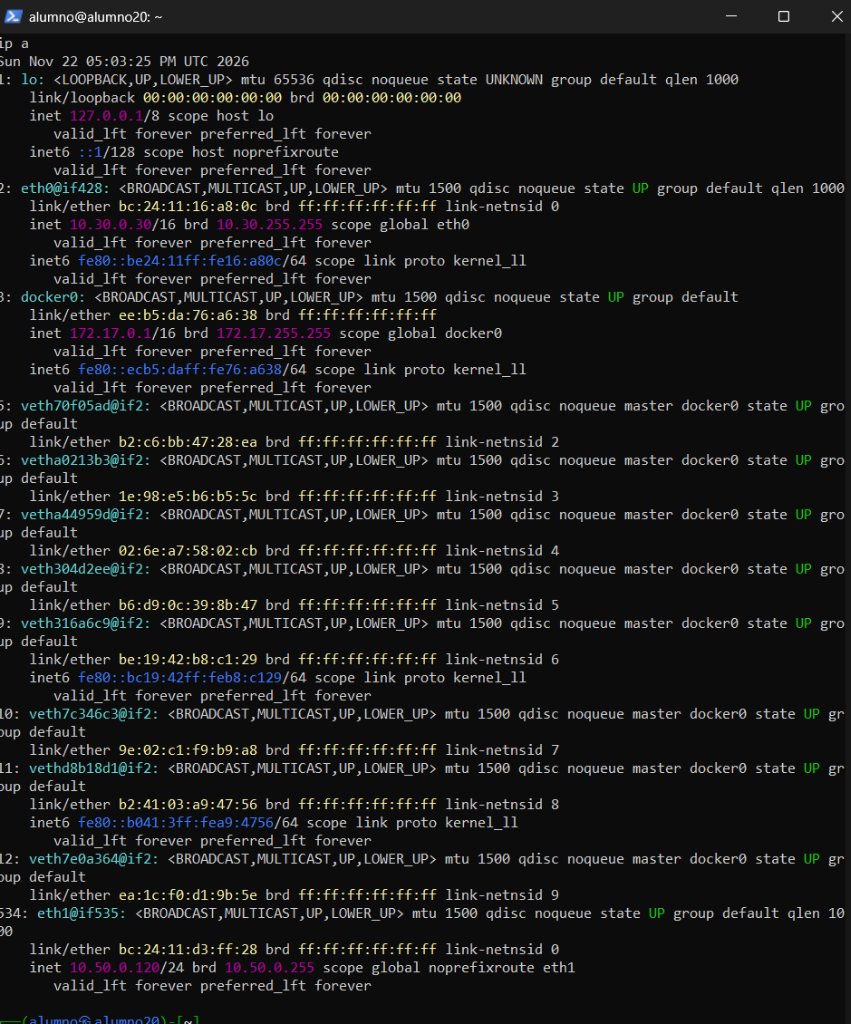 alumno@alumno20: ~
ip a
Sun Nov 22 05:03:25 PM UTC 2026
1: lo: <LOOPBACK,UP,LOWER_UP> mtu 65536 qdisc noqueue state UNKNOWN group default qlen 1000
link/loopback 00:00:00:00:00:00 brd 00:00:00:00:00:00
inet 127.0.0.1/8 scope host lo
valid_lft forever preferred_lft forever
inet6 ::1/128 scope host noprefixroute
valid_lft forever preferred_lft forever
2: eth0@if428: <BROADCAST,MULTICAST,UP,LOWER_UP> mtu 1500 qdisc noqueue state UP group default qlen 1000
link/ether bc:24:11:16:a8:0c brd ff:ff:ff:ff:ff:ff link-netnsid 0
inet 10.30.0.30/16 brd 10.30.255.255 scope global eth0
valid_lft forever preferred_lft forever
inet6 fe80::be24:11ff:fe16:a80c/64 scope link proto kernel_ll
valid_lft forever preferred_lft forever
3: docker0: <BROADCAST,MULTICAST,UP,LOWER_UP> mtu 1500 qdisc noqueue state UP group default
link/ether ee:b5:da:76:a6:38 brd ff:ff:ff:ff:ff:ff
inet 172.17.0.1/16 brd 172.17.255.255 scope global docker0
valid_lft forever preferred_lft forever
inet6 fe80::ecb5:daff:fe76:a638/64 scope link proto kernel_ll
valid_lft forever preferred_lft forever
5: veth70f05ad@if2: <BROADCAST,MULTICAST,UP,LOWER_UP> mtu 1500 qdisc noqueue master docker0 state UP gro
up default
link/ether b2:c6:bb:47:28:ea brd ff:ff:ff:ff:ff:ff link-netnsid 2
6: vetha0213b3@if2: <BROADCAST,MULTICAST,UP,LOWER_UP> mtu 1500 qdisc noqueue master docker0 state UP gro
up default
link/ether 1e:98:e5:b6:b5:5c brd ff:ff:ff:ff:ff:ff link-netnsid 3
7: vetha44959d@if2: <BROADCAST,MULTICAST,UP,LOWER_UP> mtu 1500 qdisc noqueue master docker0 state UP gro
up default
link/ether 02:6e:a7:58:02:cb brd ff:ff:ff:ff:ff:ff link-netnsid 4
8: veth304d2ee@if2: <BROADCAST,MULTICAST,UP,LOWER_UP> mtu 1500 qdisc noqueue master docker0 state UP gro
up default
link/ether b6:d9:0c:39:8b:47 brd ff:ff:ff:ff:ff:ff link-netnsid 5
9: veth316a6c9@if2: <BROADCAST,MULTICAST,UP,LOWER_UP> mtu 1500 qdisc noqueue master docker0 state UP gro
up default
link/ether be:19:42:b8:c1:29 brd ff:ff:ff:ff:ff:ff link-netnsid 6
inet6 fe80::bc19:42ff:feb8:c129/64 scope link proto kernel_ll
valid_lft forever preferred_lft forever
10: veth7c346c3@if2: <BROADCAST,MULTICAST,UP,LOWER_UP> mtu 1500 qdisc noqueue master docker0 state UP gr
oup default
link/ether 9e:02:c1:f9:b9:a8 brd ff:ff:ff:ff:ff:ff link-netnsid 7
11: vethd8b18d1@if2: <BROADCAST,MULTICAST,UP,LOWER_UP> mtu 1500 qdisc noqueue master docker0 state UP gr
oup default
link/ether b2:41:03:a9:47:56 brd ff:ff:ff:ff:ff:ff link-netnsid 8
inet6 fe80::b041:3ff:fea9:4756/64 scope link proto kernel_ll
valid_lft forever preferred_lft forever
12: veth7e0a364@if2: <BROADCAST,MULTICAST,UP,LOWER_UP> mtu 1500 qdisc noqueue master docker0 state UP gr
oup default
link/ether ea:1c:f0:d1:9b:5e brd ff:ff:ff:ff:ff:ff link-netnsid 9
534: eth1@if535: <BROADCAST,MULTICAST,UP,LOWER_UP> mtu 1500 qdisc noqueue state UP group default qlen 10
00
link/ether bc:24:11:d3:ff:28 brd ff:ff:ff:ff:ff:ff link-netnsid 0
inet 10.50.0.120/24 brd 10.50.0.255 scope global noprefixroute eth1
valid_lft forever preferred_lft forever
(alumno㉿alumno20)-[~]